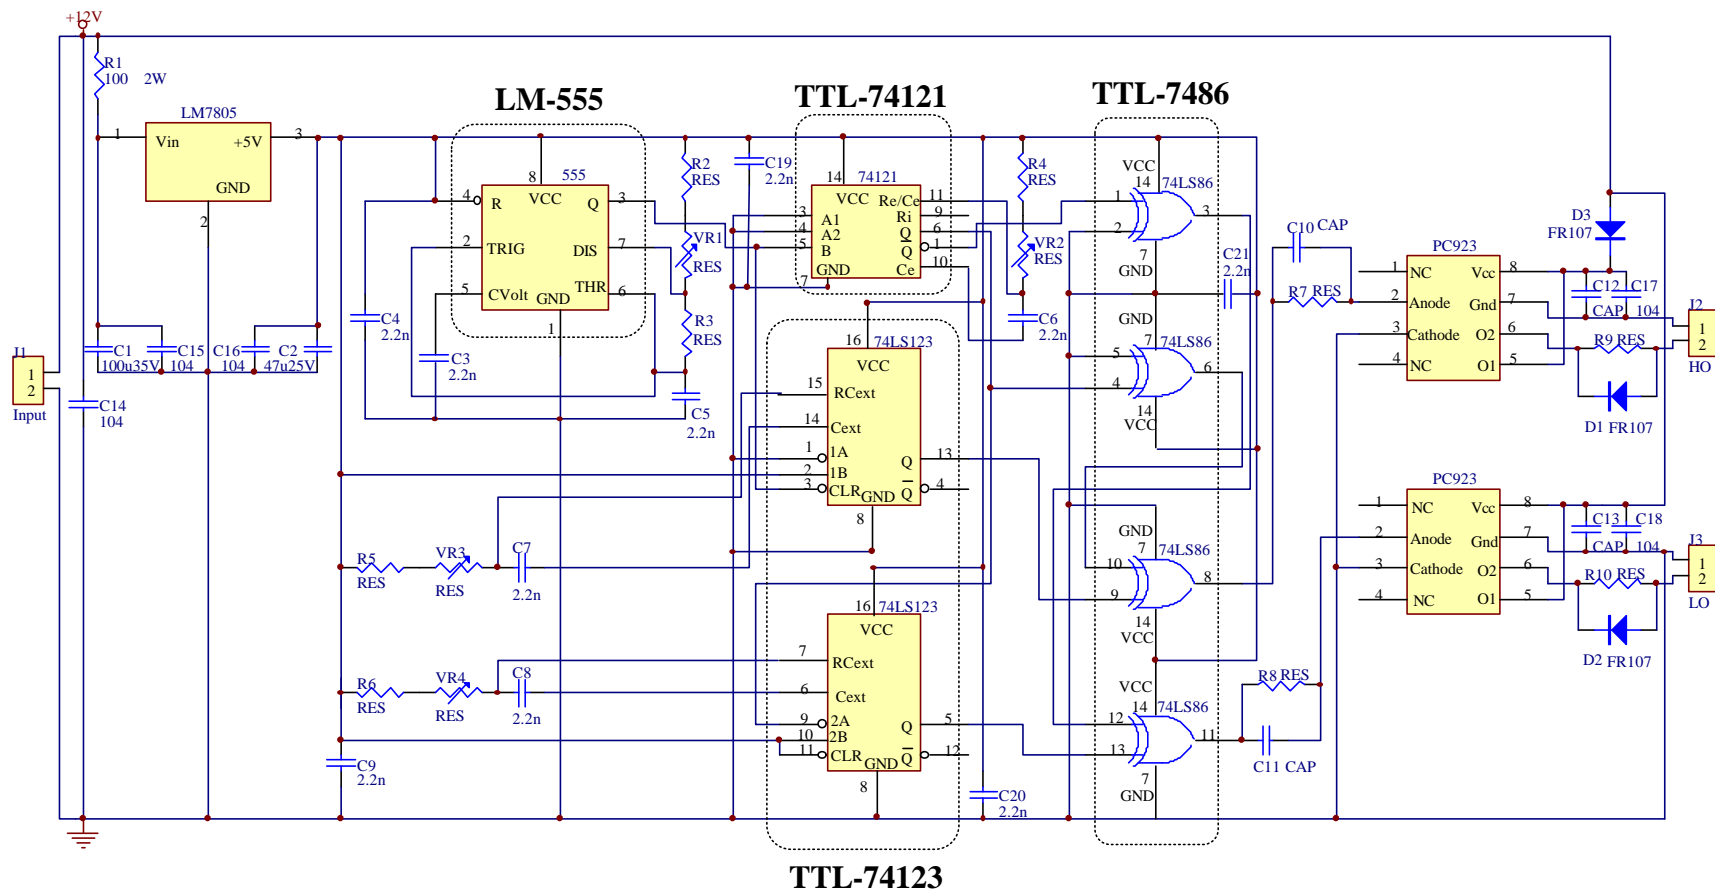 +12V
R1
100 2W
LM7805
1 Vin +5V 3
GND
2
J1
1
2
Input
C14
104
C1
100u35V
C15
104
C16
104
C2
47u25V
LM-555
555
8
VCC
4 R Q 3
2 TRIG DIS 7
THR 6
5 CVolt GND
1
C4
2.2n
C3
2.2n
R2
RES
VR1
RES
R3
RES
C5
2.2n
C19
2.2n
TTL-74121
74121
14
VCC Re/Ce 11
3 A1 Ri 9
4 A2 Q 6
5 B Q 1
GND Ce 10
7
R4
RES
VR2
RES
C6
2.2n
74LS123
16
VCC
15 RCext
14 Cext
1 1A Q 13
2 1B
3 CLR GND Q 4
8
R5
RES
VR3
RES
C7
2.2n
74LS123
16
VCC
7 RCext
6 Cext
9 2A Q 5
10 2B
11 CLR GND Q 12
8
R6
RES
VR4
RES
C8
2.2n
C9
2.2n
C20
2.2n
TTL-74123
TTL-7486
VCC
14 74LS86
1
2
3
7
GND
C21
2.2n
GND
7 74LS86
5
4
6
14
VCC
GND
7 74LS86
10
9
8
14
VCC
VCC
14 74LS86
12
13
11
7
GND
C10 CAP
R7 RES
R8 RES
C11 CAP
D3
FR107
PC923
1 NC Vcc 8
2 Anode Gnd 7
3 Cathode O2 6
4 NC O1 5
C12
CAP
C17
104
R9 RES
D1 FR107
J2
1
2
HO
PC923
1 NC Vcc 8
2 Anode Gnd 7
3 Cathode O2 6
4 NC O1 5
C13
CAP
C18
104
R10 RES
D2 FR107
J3
1
2
LO